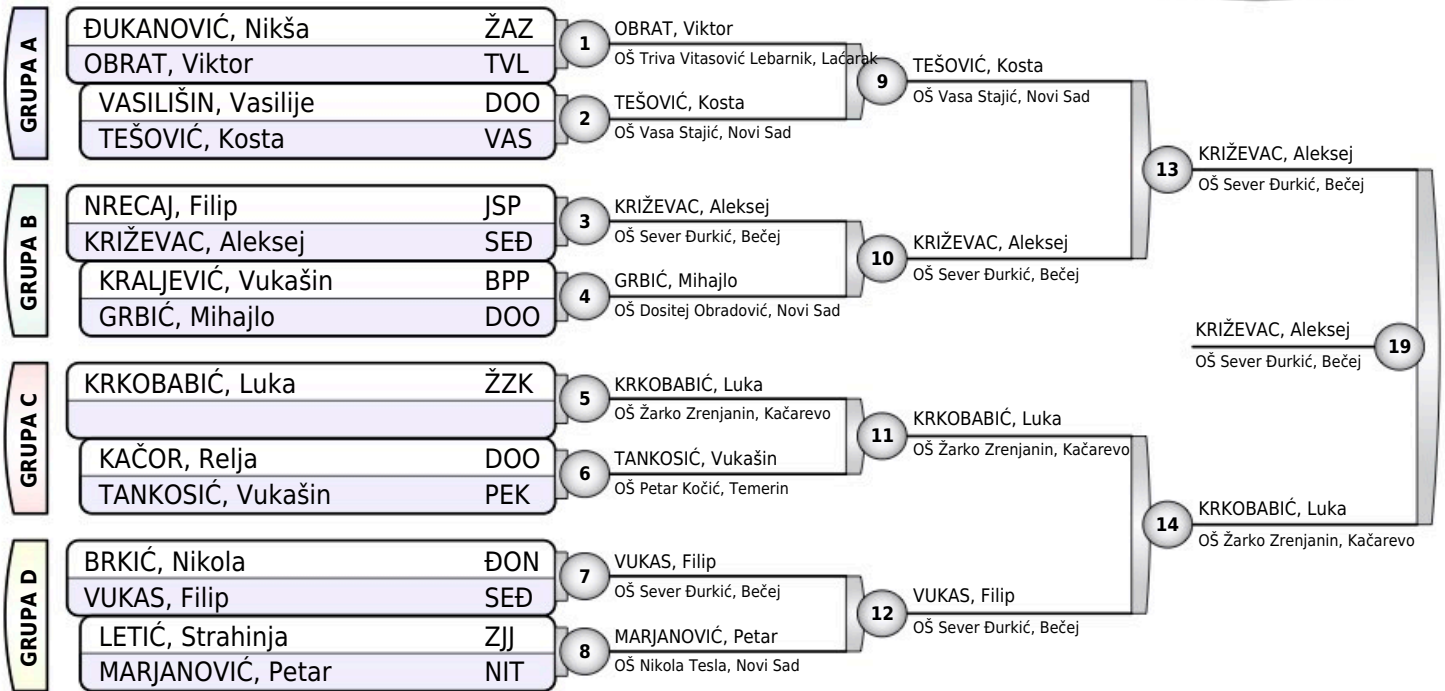 GRUPA A
ĐUKANOVIĆ, Nikša ŽAZ
OBRAT, Viktor TVL
VASILIŠIN, Vasilije DOO
TEŠOVIĆ, Kosta VAS
GRUPA B
NRECAJ, Filip JSP
KRIŽEVAC, Aleksej SEĐ
KRALJEVIĆ, Vukašin BPP
GRBIĆ, Mihajlo DOO
GRUPA C
KRKOBABIĆ, Luka ŽZK
KAČOR, Relja DOO
TANKOSIĆ, Vukašin PEK
GRUPA D
BRKIĆ, Nikola ĐON
VUKAS, Filip SEĐ
LETIĆ, Strahinja ZJJ
MARJANOVIĆ, Petar NIT
1
OBRAT, Viktor
OŠ Triva Vitasović Lebarnik, Laćarak
2
TEŠOVIĆ, Kosta
OŠ Vasa Stajić, Novi Sad
3
KRIŽEVAC, Aleksej
OŠ Sever Đurkić, Bečej
4
GRBIĆ, Mihajlo
OŠ Dositej Obradović, Novi Sad
5
KRKOBABIĆ, Luka
OŠ Žarko Zrenjanin, Kačarevo
6
TANKOSIĆ, Vukašin
OŠ Petar Kočić, Temerin
7
VUKAS, Filip
OŠ Sever Đurkić, Bečej
8
MARJANOVIĆ, Petar
OŠ Nikola Tesla, Novi Sad
9
TEŠOVIĆ, Kosta
OŠ Vasa Stajić, Novi Sad
10
KRIŽEVAC, Aleksej
OŠ Sever Đurkić, Bečej
11
KRKOBABIĆ, Luka
OŠ Žarko Zrenjanin, Kačarevo
12
VUKAS, Filip
OŠ Sever Đurkić, Bečej
13
KRIŽEVAC, Aleksej
OŠ Sever Đurkić, Bečej
14
KRKOBABIĆ, Luka
OŠ Žarko Zrenjanin, Kačarevo
KRIŽEVAC, Aleksej
OŠ Sever Đurkić, Bečej
19